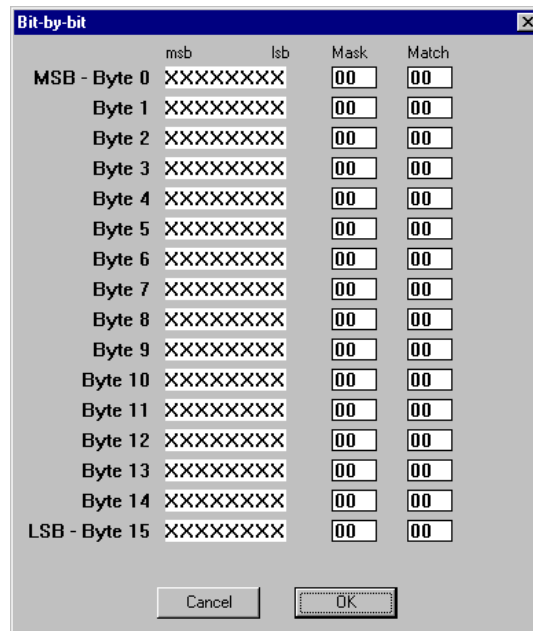 Bit-by-bit
msb lsb Mask Match
MSB - Byte 0 XXXXXXXX 00 00
Byte 1 XXXXXXXX 00 00
Byte 2 XXXXXXXX 00 00
Byte 3 XXXXXXXX 00 00
Byte 4 XXXXXXXX 00 00
Byte 5 XXXXXXXX 00 00
Byte 6 XXXXXXXX 00 00
Byte 7 XXXXXXXX 00 00
Byte 8 XXXXXXXX 00 00
Byte 9 XXXXXXXX 00 00
Byte 10 XXXXXXXX 00 00
Byte 11 XXXXXXXX 00 00
Byte 12 XXXXXXXX 00 00
Byte 13 XXXXXXXX 00 00
Byte 14 XXXXXXXX 00 00
LSB - Byte 15 XXXXXXXX 00 00
Cancel OK